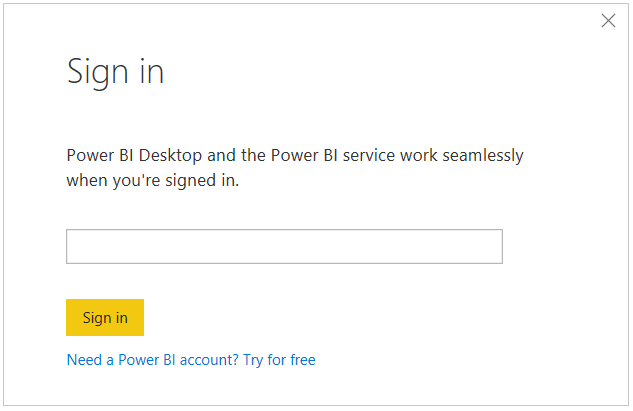 Sign in
Power BI Desktop and the Power BI service work seamlessly
when you're signed in.
Sign in
Need a Power BI account? Try for free